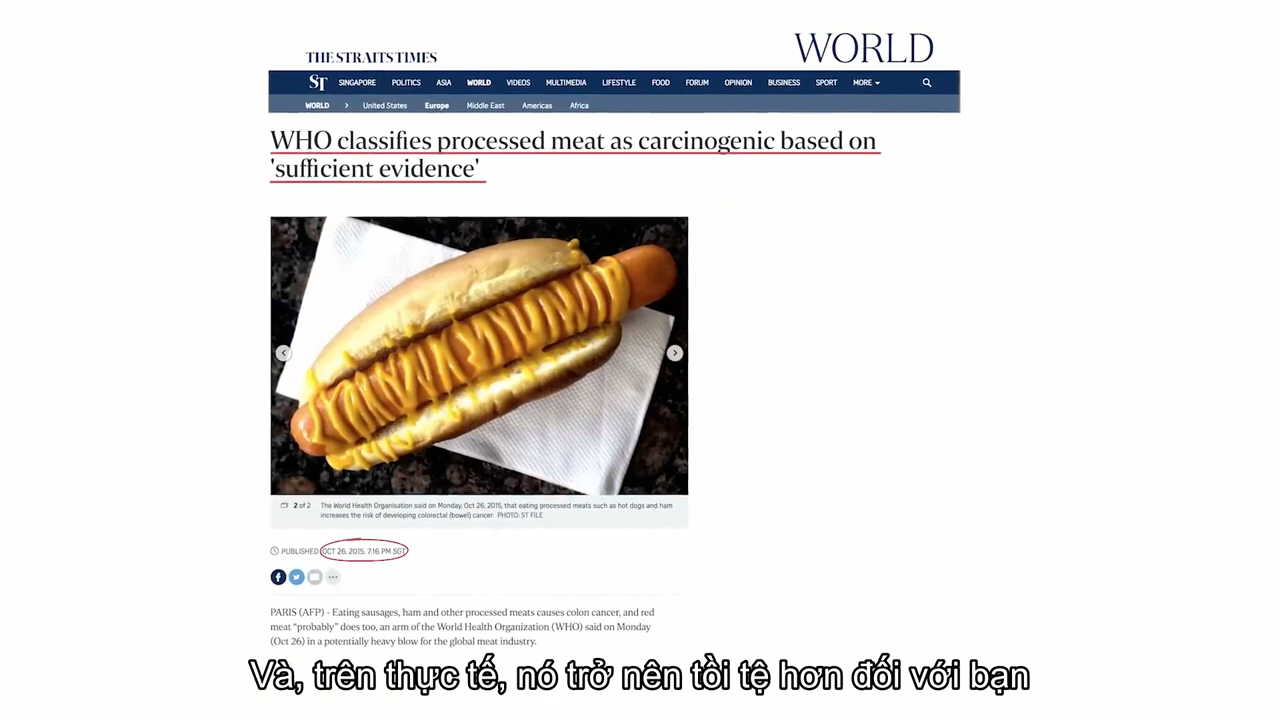 THE STRAITS TIMES
WORLD
ST SINGAPORE POLITICS ASIA WORLD VIDEOS MULTIMEDIA LIFESTYLE FOOD FORUM OPINION BUSINESS SPORT MORE
WORLD > United States Europe Middle East Americas Africa
WHO classifies processed meat as carcinogenic based on
'sufficient evidence'
2 of 2 The World Health Organisation said on Monday, Oct 26, 2015, that eating processed meats such as hot dogs and ham
increases the risk of developing colorectal (bowel) cancer. PHOTO: ST FILE
PUBLISHED OCT 26, 2015, 7:16 PM SGT
PARIS (AFP) - Eating sausages, ham and other processed meats causes colon cancer, and red
meat “probably” does too, an arm of the World Health Organization (WHO) said on Monday
(Oct 26) in a potentially heavy blow for the global meat industry.
Và, trên thực tế, nó trở nên tồi tệ hơn đối với bạn